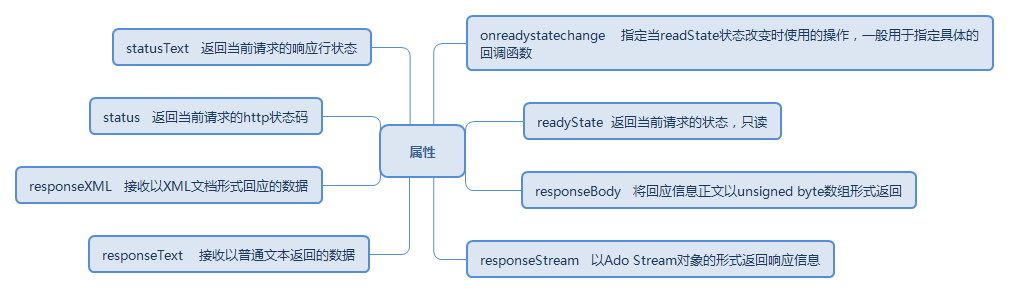 statusText 返回当前请求的响应行状态
onreadystatechange 指定当readState状态改变时使用的操作，一般用于指定具体的
回调函数
status 返回当前请求的http状态码
readyState 返回当前请求的状态，只读
属性
responseXML 接收以XML文档形式回应的数据
responseBody 将回应信息正文以unsigned byte数组形式返回
responseText 接收以普通文本返回的数据
responseStream 以Ado Stream对象的形式返回响应信息